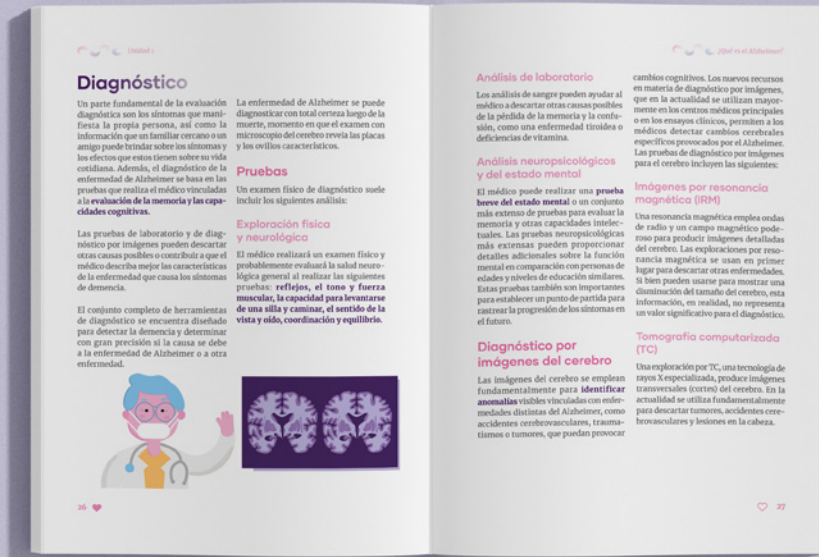 Unidad 1
Diagnóstico
Un parte fundamental de la evaluación
diagnóstica son los síntomas que mani-
fiesta la propia persona, así como la
información que un familiar cercano o un
amigo puede brindar sobre los síntomas y
los efectos que estos tienen sobre su vida
cotidiana. Además, el diagnóstico de la
enfermedad de Alzheimer se basa en las
pruebas que realiza el médico vinculadas
a la evaluación de la memoria y las capa-
cidades cognitivas.
Las pruebas de laboratorio y de diag-
nóstico por imágenes pueden descartar
otras causas posibles o contribuir a que el
médico describa mejor las características
de la enfermedad que causa los síntomas
de demencia.
El conjunto completo de herramientas
de diagnóstico se encuentra diseñado
para detectar la demencia y determinar
con gran precisión si la causa se debe
a la enfermedad de Alzheimer o a otra
enfermedad.
La enfermedad de Alzheimer se puede
diagnosticar con total certeza luego de la
muerte, momento en que el examen con
microscopio del cerebro revela las placas
y los ovillos característicos.
Pruebas
Un examen físico de diagnóstico suele
incluir los siguientes análisis:
Exploración física
y neurológica
El médico realizará un examen físico y
probablemente evaluará la salud neuro-
lógica general al realizar las siguientes
pruebas: reflejos, el tono y fuerza
muscular, la capacidad para levantarse
de una silla y caminar, el sentido de la
vista y oído, coordinación y equilibrio.
26
¿Qué es el Alzheimer?
Análisis de laboratorio
Los análisis de sangre pueden ayudar al
médico a descartar otras causas posibles
de la pérdida de la memoria y la confu-
sión, como una enfermedad tiroidea o
deficiencias de vitamina.
Análisis neuropsicológicos
y del estado mental
El médico puede realizar una prueba
breve del estado mental o un conjunto
más extenso de pruebas para evaluar la
memoria y otras capacidades intelec-
tuales. Las pruebas neuropsicológicas
más extensas pueden proporcionar
detalles adicionales sobre la función
mental en comparación con personas de
edades y niveles de educación similares.
Estas pruebas también son importantes
para establecer un punto de partida para
rastrear la progresión de los síntomas en
el futuro.
Diagnóstico por
imágenes del cerebro
Las imágenes del cerebro se emplean
fundamentalmente para identificar
anomalías visibles vinculadas con enfer-
medades distintas del Alzheimer, como
accidentes cerebrovasculares, trauma-
tismos o tumores, que puedan provocar
cambios cognitivos. Los nuevos recursos
en materia de diagnóstico por imágenes,
que en la actualidad se utilizan mayor-
mente en los centros médicos principales
o en los ensayos clínicos, permiten a los
médicos detectar cambios cerebrales
específicos provocados por el Alzheimer.
Las pruebas de diagnóstico por imágenes
para el cerebro incluyen las siguientes:
Imágenes por resonancia
magnética (IRM)
Una resonancia magnética emplea ondas
de radio y un campo magnético pode-
roso para producir imágenes detalladas
del cerebro. Las exploraciones por reso-
nancia magnética se usan en primer
lugar para descartar otras enfermedades.
Si bien pueden usarse para mostrar una
disminución del tamaño del cerebro, esta
información, en realidad, no representa
un valor significativo para el diagnóstico.
Tomografía computarizada
(TC)
Una exploración por TC, una tecnología de
rayos X especializada, produce imágenes
transversales (cortes) del cerebro. En la
actualidad se utiliza fundamentalmente
para descartar tumores, accidentes cere-
brovasculares y lesiones en la cabeza.
27